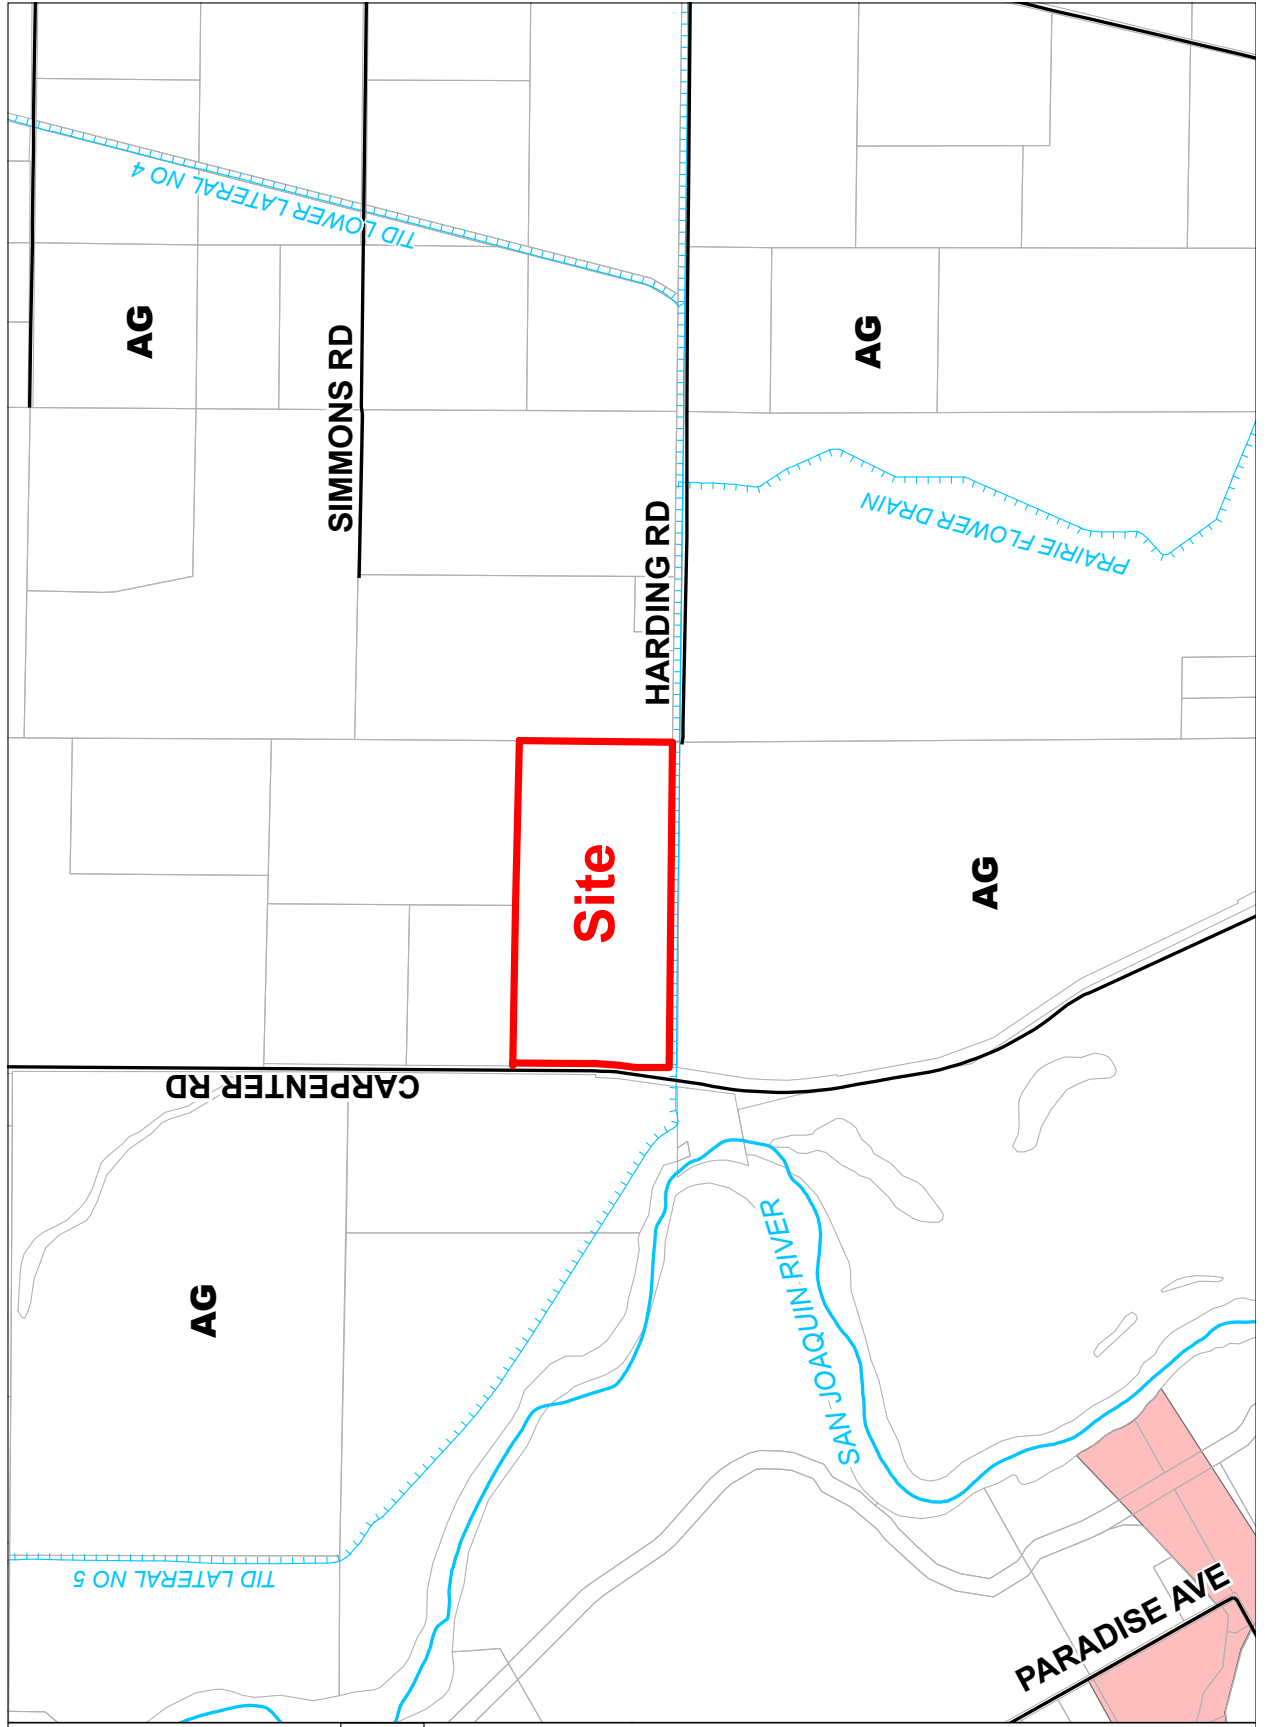 TID LOWER LATERAL NO 4
AG
SIMMONS RD
AG
HARDING RD
PRAIRIE FLOWER DRAIN
Site
AG
CARPENTER RD
SAN JOAQUIN RIVER
AG
TID LATERAL NO 5
PARADISE AVE